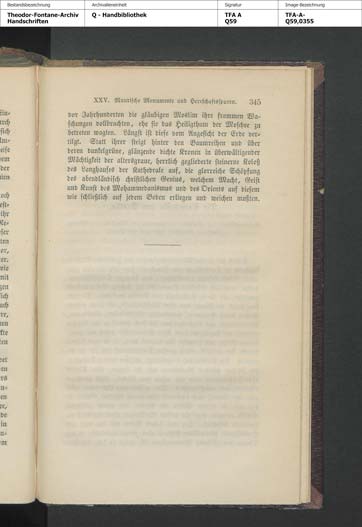 Bestandsbezeichnung
Archivalieneinheit
Signatur
Image-Bezeichnung
Theodor-Fontane-Archiv
Handschriften
Q - Handbibliothek
TFA A
Q59
TFA-A-
Q59,0355
XXV. Maurische Monumente und Herrschaftsspuren. 345
vor Jahrhunderten die gläubigen Moslim ihre frommen Wa-
schungen vollbrachten, ehe sie das Heiligthum der Moschee zu
betreten wagten. Längst ist diese vom Angesicht der Erde ver-
tilgt. Statt ihrer steigt hinter den Baumreihen und über
deren dunkelgrüne, glänzende dichte Kronen in überwältigender
Mächtigkeit der altersgraue, herrlich gegliederte steinerne Koloß
des Langhauses der Kathedrale auf, die glorreiche Schöpfung
des abendländisch christlichen Genius, welchem Macht, Geist
und Kunst des Mohammedanismus und des Orients auf diesem
wie schließlich auf jedem Boden erliegen und weichen mußten.